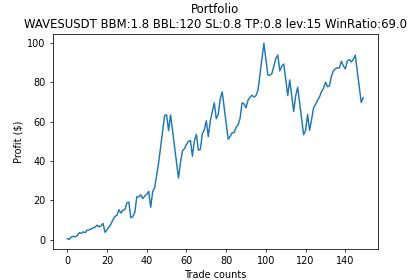 Portfolio
WAVESUSDT BBM:1.8 BBL:120 SL:0.8 TP:0.8 lev:15 WinRatio:69.0
100
80
60
40
20
0
Profit ($)
0 20 40 60 80 100 120 140
Trade counts